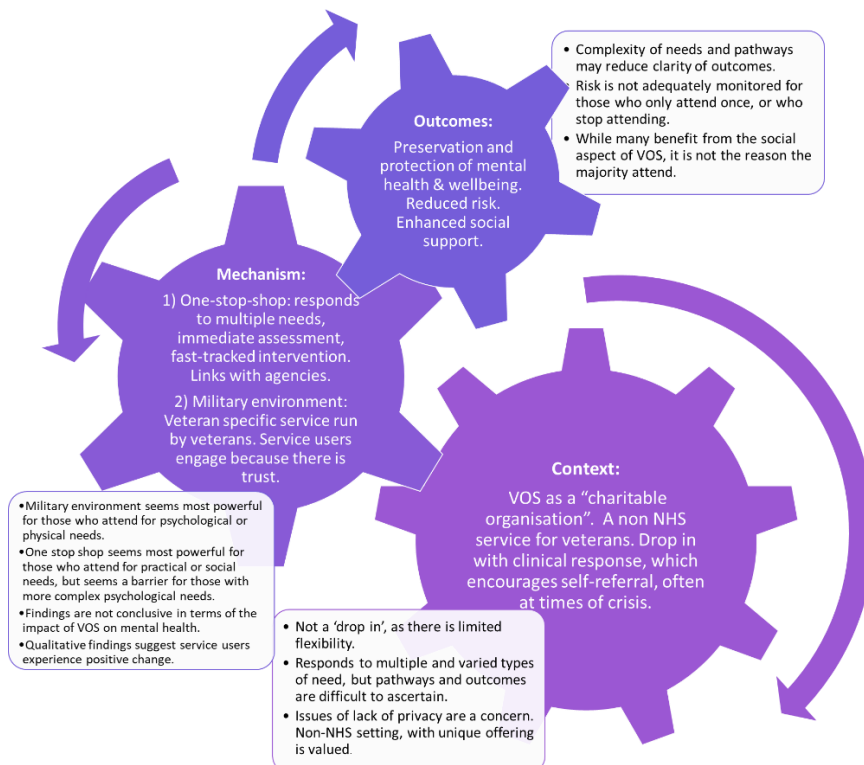 Outcomes:
Preservation and
protection of mental
health & wellbeing.
Reduced risk.
Enhanced social
support.
• Complexity of needs and pathways
may reduce clarity of outcomes.
• Risk is not adequately monitored for
those who only attend once, or who
stop attending.
• While many benefit from the social
aspect of VOS, it is not the reason the
majority attend.
Mechanism:
1) One-stop-shop: responds
to multiple needs,
immediate assessment,
fast-tracked intervention.
Links with agencies.
2) Military environment:
Veteran specific service run
by veterans. Service users
engage because there is
trust.
•Military environment seems most powerful
for those who attend for psychological or
physical needs.
•One stop shop seems most powerful for
those who attend for practical or social
needs, but seems a barrier for those with
more complex psychological needs.
•Findings are not conclusive in terms of the
impact of VOS on mental health.
•Qualitative findings suggest service users
experience positive change.
Context:
VOS as a “charitable
organisation”. A non NHS
service for veterans. Drop in
with clinical response, which
encourages self-referral, often
at times of crisis.
• Not a ‘drop in’, as there is limited
flexibility.
• Responds to multiple and varied types
of need, but pathways and outcomes
are difficult to ascertain.
• Issues of lack of privacy are a concern.
Non-NHS setting, with unique offering
is valued.